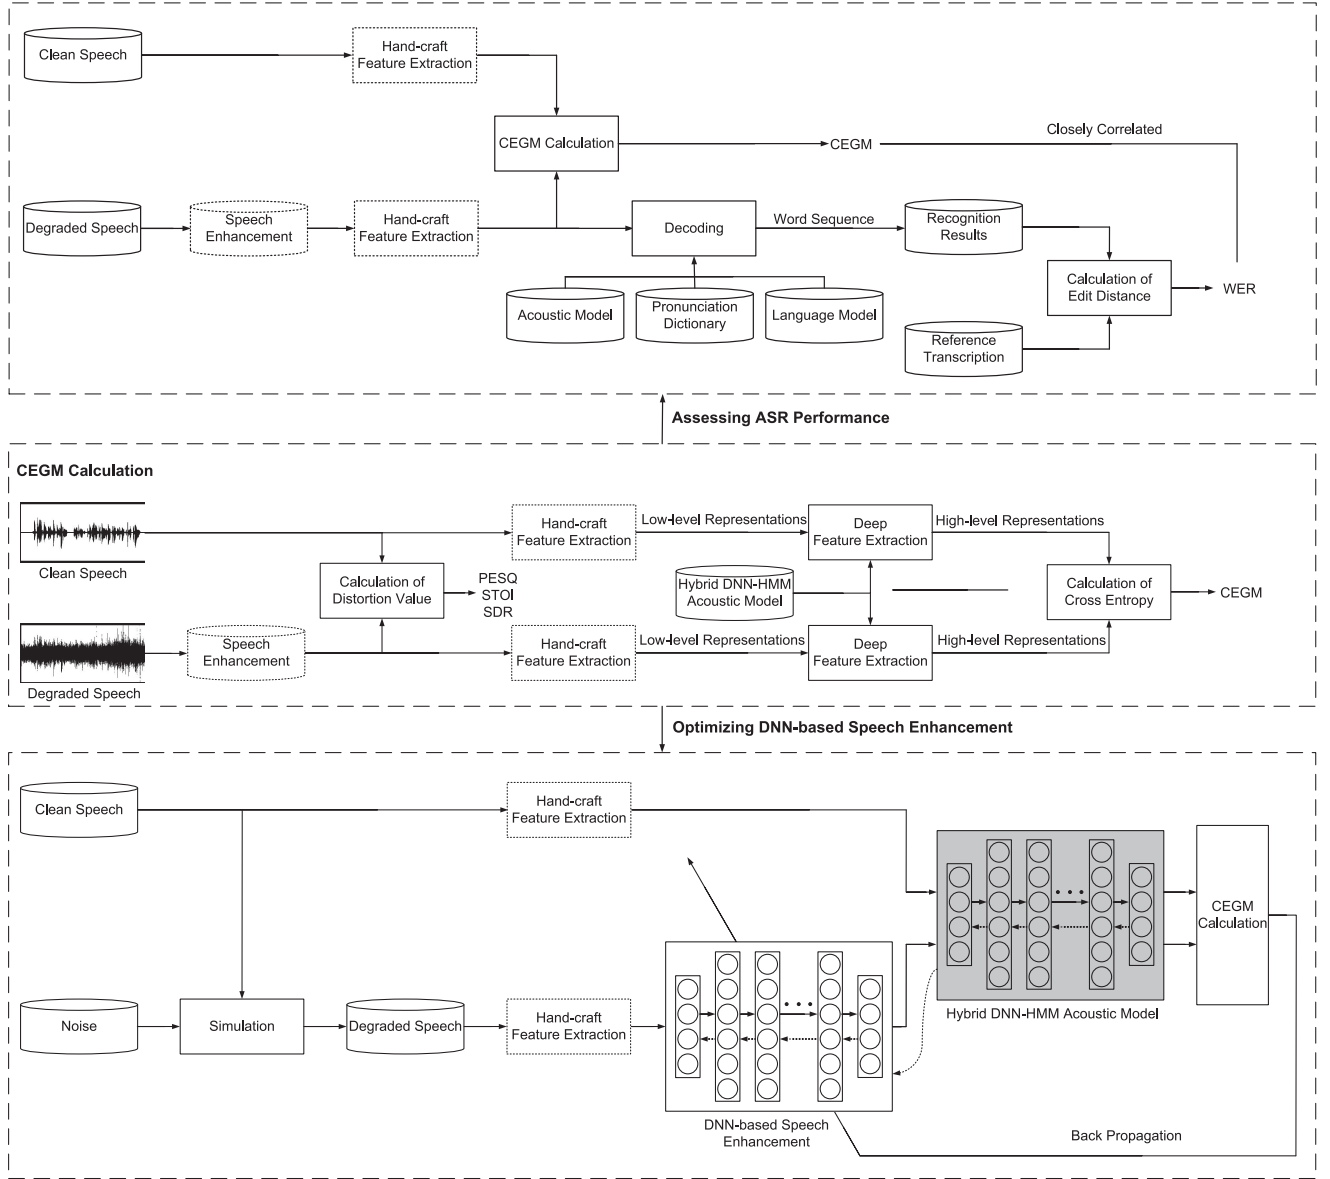 Clean Speech
Hand-craft
Feature Extraction
CEGM Calculation
CEGM
Closely Correlated
Degraded Speech
Speech
Enhancement
Hand-craft
Feature Extraction
Decoding
Word Sequence
Recognition
Results
Calculation of
Edit Distance
WER
Acoustic Model
Pronunciation
Dictionary
Language Model
Reference
Transcription
Assessing ASR Performance
CEGM Calculation
Clean Speech
Hand-craft
Feature Extraction
Low-level Representations
Deep
Feature Extraction
High-level Representations
Calculation of
Distortion Value
PESQ
STOI
SDR
Hybrid DNN-HMM
Acoustic Model
Calculation of
Cross Entropy
CEGM
Degraded Speech
Speech
Enhancement
Hand-craft
Feature Extraction
Low-level Representations
Deep
Feature Extraction
High-level Representations
Optimizing DNN-based Speech Enhancement
Clean Speech
Hand-craft
Feature Extraction
CEGM
Calculation
Hybrid DNN-HMM Acoustic Model
Noise
Simulation
Degraded Speech
Hand-craft
Feature Extraction
DNN-based Speech
Enhancement
Back Propagation